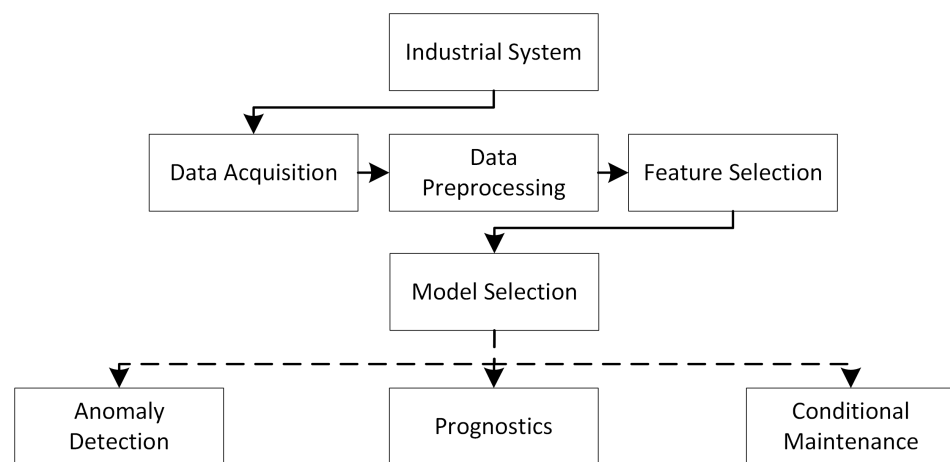 Industrial System
Data Acquisition
Data
Preprocessing
Feature Selection
Model Selection
Anomaly
Detection
Prognostics
Conditional
Maintenance